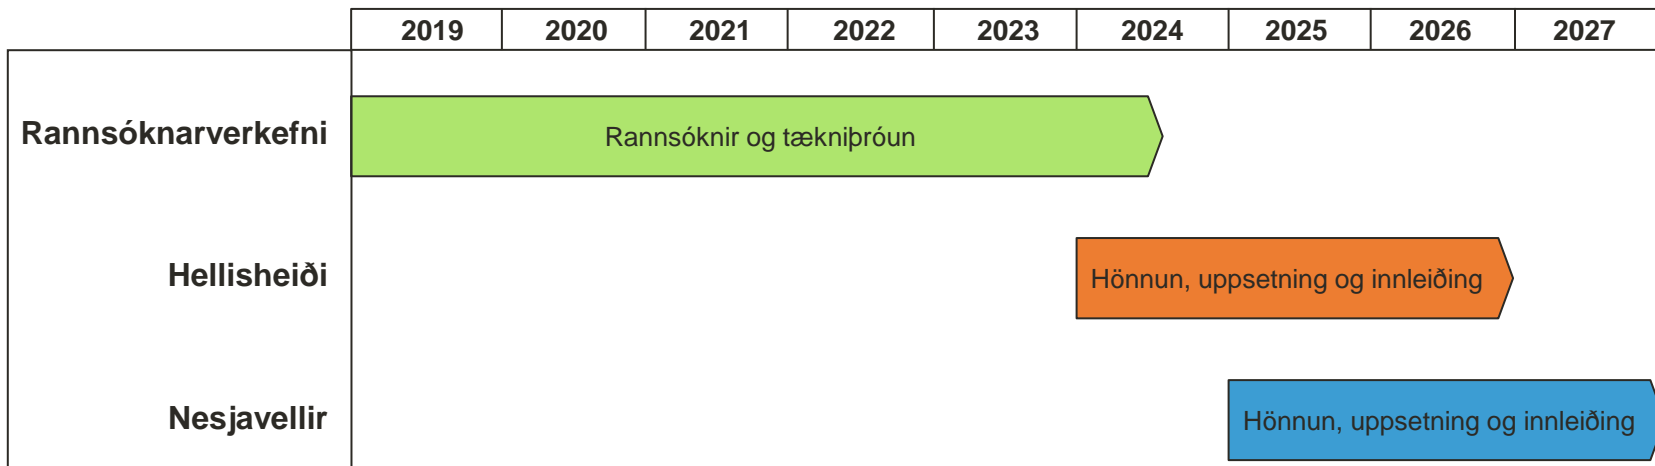 2019 2020 2021 2022 2023 2024 2025 2026 2027
Rannsóknarverkefni
Rannsóknir og tækniþróun
Hellisheiði
Hönnun, uppsetning og innleiðing
Nesjavellir
Hönnun, uppsetning og innleiðing